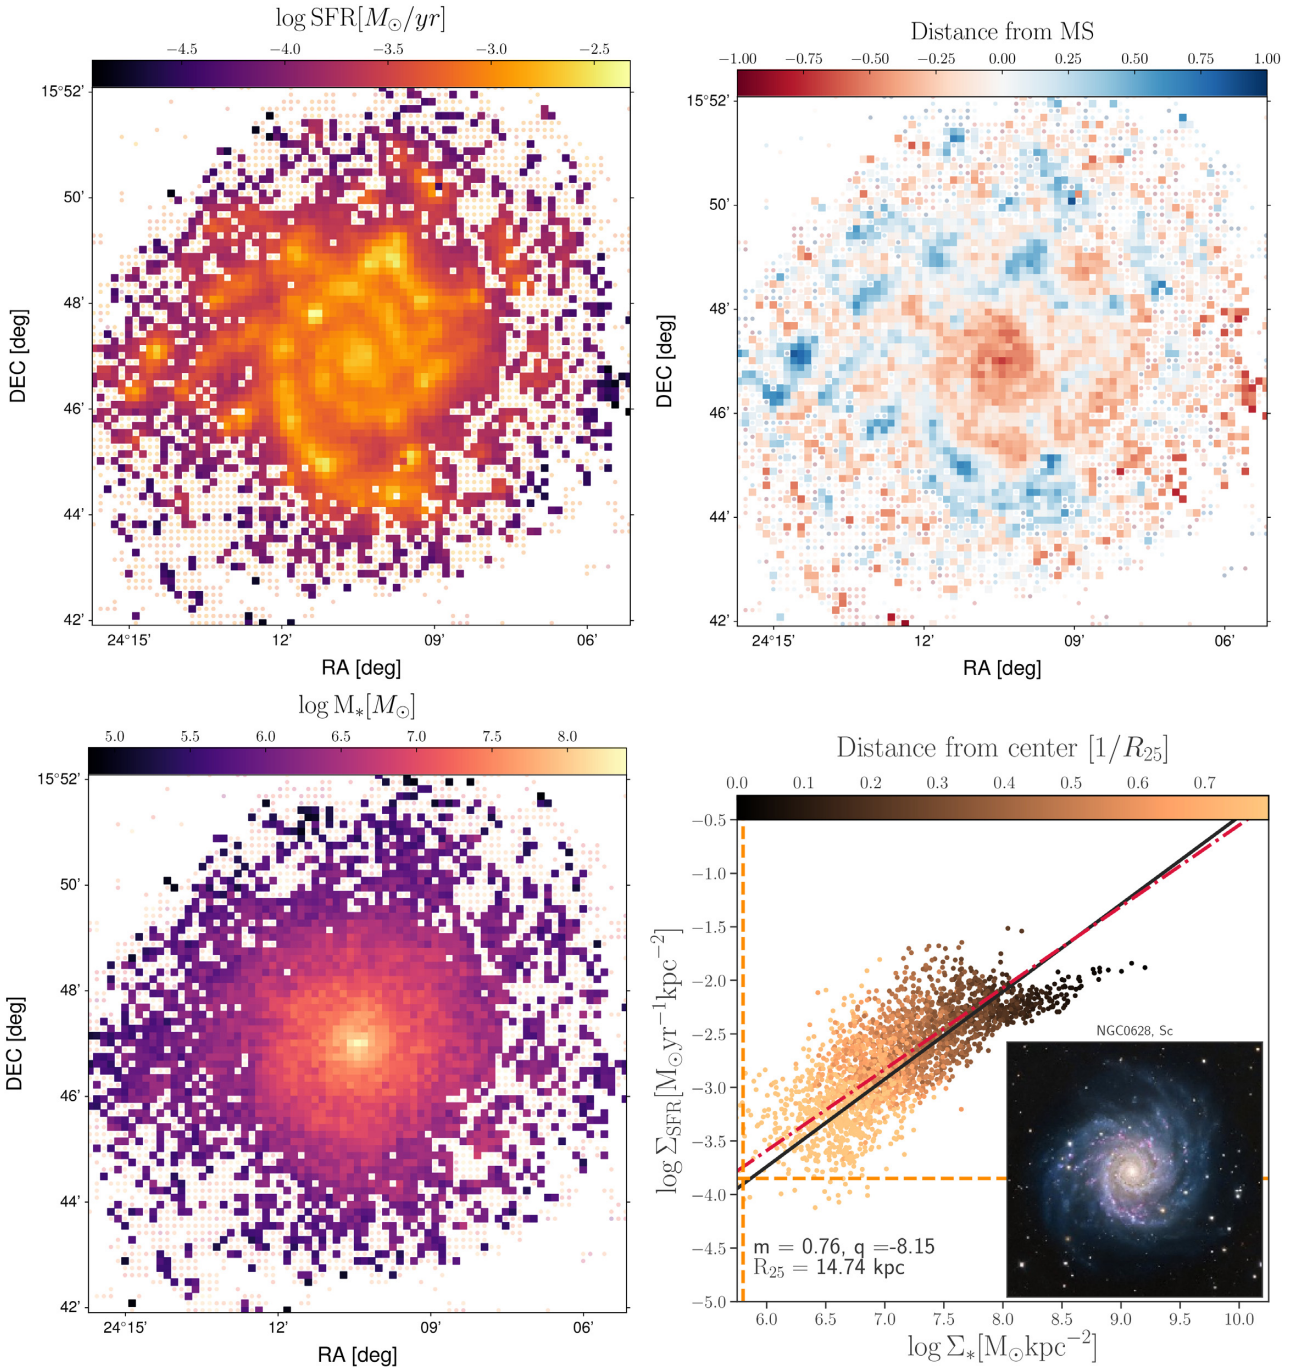 log SFR[M⊙/yr]
−4.5 −4.0 −3.5 −3.0 −2.5
15°52'
50'
48'
46'
44'
42'
DEC [deg]
24°15' 12' 09' 06'
RA [deg]
Distance from MS
−1.00 −0.75 −0.50 −0.25 0.00 0.25 0.50 0.75 1.00
15°52'
50'
48'
46'
44'
42'
DEC [deg]
24°15' 12' 09' 06'
RA [deg]
log M∗[M⊙]
5.0 5.5 6.0 6.5 7.0 7.5 8.0
15°52'
50'
48'
46'
44'
42'
DEC [deg]
24°15' 12' 09' 06'
RA [deg]
Distance from center [1/R25]
0.0 0.1 0.2 0.3 0.4 0.5 0.6 0.7
−0.5
−1.0
−1.5
−2.0
−2.5
−3.0
−3.5
−4.0
−4.5
−5.0
log ΣSFR[M⊙yr−1kpc−2]
NGC0628, Sc
m = 0.76, q =-8.15
R25 = 14.74 kpc
6.0 6.5 7.0 7.5 8.0 8.5 9.0 9.5 10.0
log Σ∗[M⊙kpc−2]